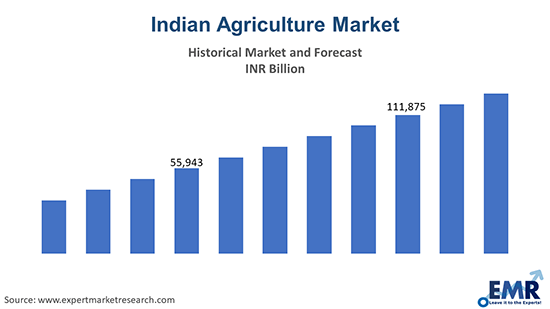 Indian Agriculture Market
Historical Market and Forecast
INR Billion
111,875
55,943
EMR
Leave it to the Experts!
Source: www.expertmarketresearch.com